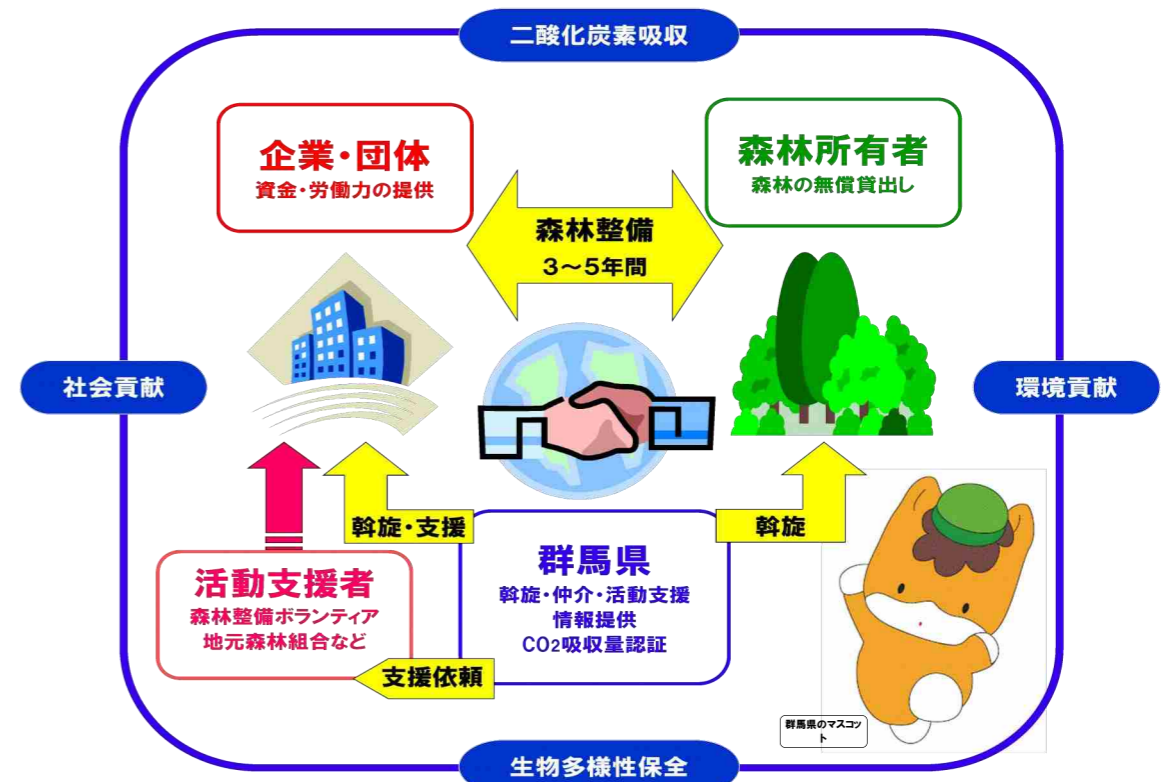 二酸化炭素吸収
企業・団体
資金・労働力の提供
森林所有者
森林の無償貸出し
森林整備
3～5年間
社会貢献
環境貢献
斡旋・支援
斡旋
活動支援者
森林整備ボランティア
地元森林組合など
群馬県
斡旋・仲介・活動支援
情報提供
CO2吸収量認証
支援依頼
群馬県のマスコッ
ト
生物多様性保全